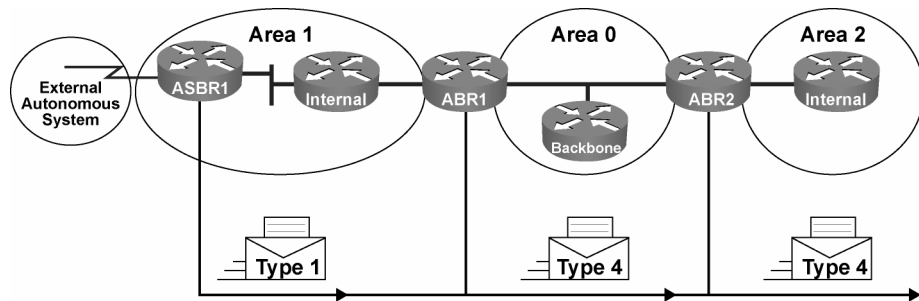 Area 1
Area 0
Area 2
External
Autonomous
System
ASBR1
Internal
ABR1
Backbone
ABR2
Internal
Type 1
Type 4
Type 4